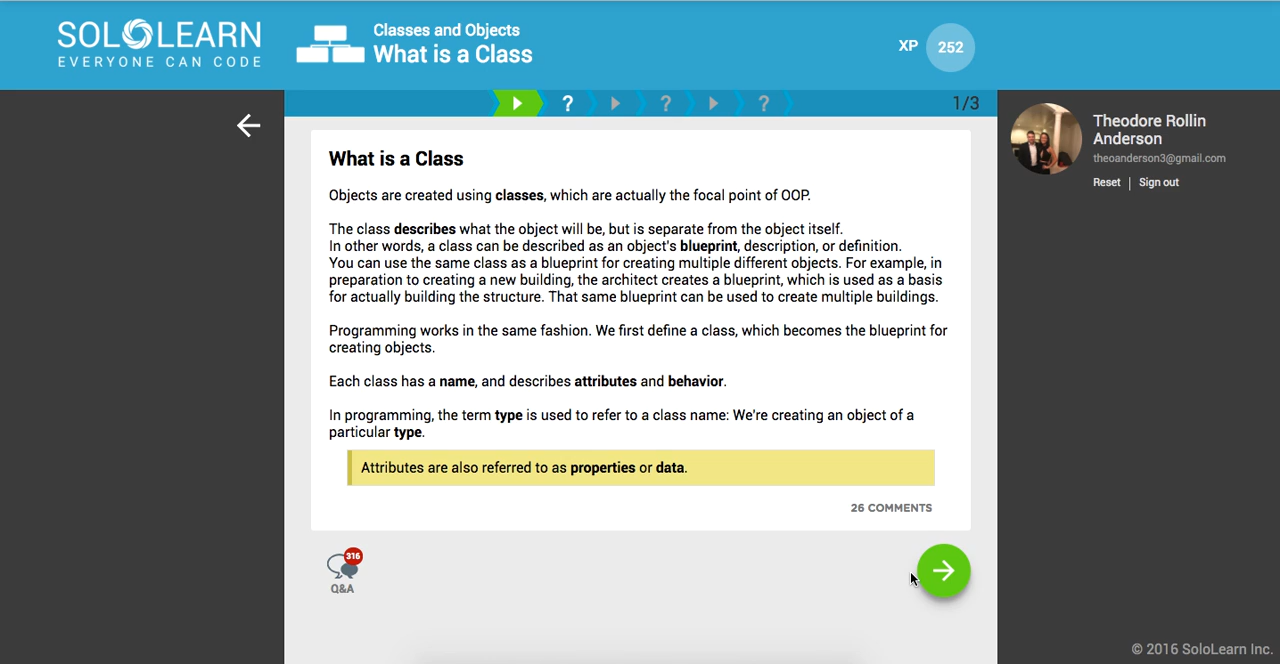 SOLOLEARN
EVERYONE CAN CODE
Classes and Objects
What is a Class
XP 252
? ? ? 1/3
Theodore Rollin
Anderson
theoanderson3@gmail.com
Reset | Sign out
What is a Class
Objects are created using classes, which are actually the focal point of OOP.
The class describes what the object will be, but is separate from the object itself.
In other words, a class can be described as an object's blueprint, description, or definition.
You can use the same class as a blueprint for creating multiple different objects. For example, in
preparation to creating a new building, the architect creates a blueprint, which is used as a basis
for actually building the structure. That same blueprint can be used to create multiple buildings.
Programming works in the same fashion. We first define a class, which becomes the blueprint for
creating objects.
Each class has a name, and describes attributes and behavior.
In programming, the term type is used to refer to a class name: We're creating an object of a
particular type.
Attributes are also referred to as properties or data.
26 COMMENTS
316
Q&A
© 2016 SoloLearn Inc.